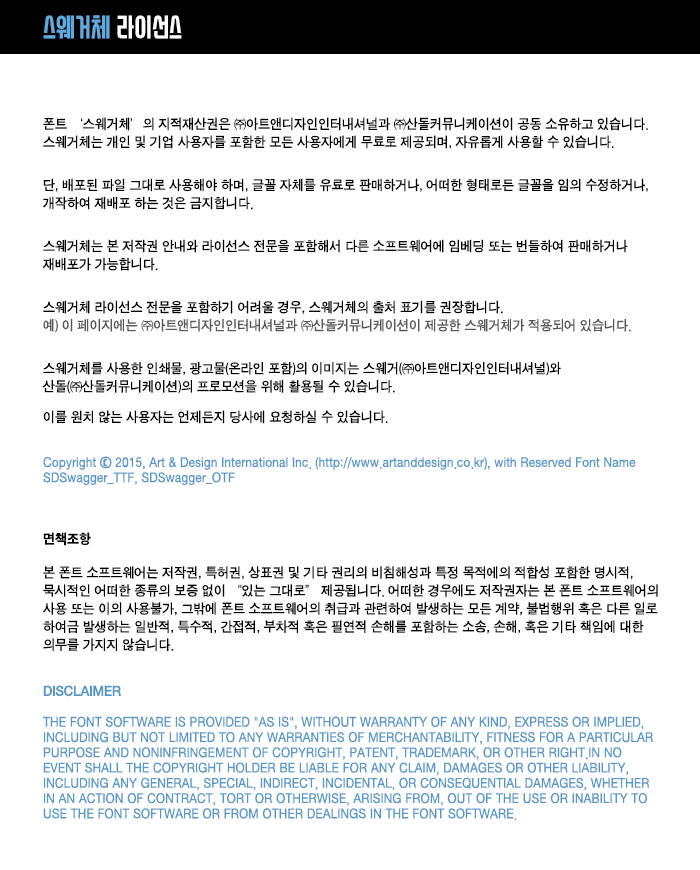 스웨거체 라이선스
폰트 ‘스웨거체’의 지적재산권은 ㈜아트앤디자인인터내셔널과 ㈜산돌커뮤니케이션이 공동 소유하고 있습니다.
스웨거체는 개인 및 기업 사용자를 포함한 모든 사용자에게 무료로 제공되며, 자유롭게 사용할 수 있습니다.
단, 배포된 파일 그대로 사용해야 하며, 글꼴 자체를 유료로 판매하거나, 어떠한 형태로든 글꼴을 임의 수정하거나,
개작하여 재배포 하는 것은 금지합니다.
스웨거체는 본 저작권 안내와 라이선스 전문을 포함해서 다른 소프트웨어에 임베딩 또는 번들하여 판매하거나
재배포가 가능합니다.
스웨거체 라이선스 전문을 포함하기 어려울 경우, 스웨거체의 출처 표기를 권장합니다.
예) 이 페이지에는 ㈜아트앤디자인인터내셔널과 ㈜산돌커뮤니케이션이 제공한 스웨거체가 적용되어 있습니다.
스웨거체를 사용한 인쇄물, 광고물(온라인 포함)의 이미지는 스웨거(㈜아트앤디자인인터내셔널)와
산돌(㈜산돌커뮤니케이션)의 프로모션을 위해 활용될 수 있습니다.
이를 원치 않는 사용자는 언제든지 당사에 요청하실 수 있습니다.
Copyright ⓒ 2015, Art & Design International Inc. (http://www.artanddesign.co.kr), with Reserved Font Name
SDSwagger_TTF, SDSwagger_OTF
면책조항
본 폰트 소프트웨어는 저작권, 특허권, 상표권 및 기타 권리의 비침해성과 특정 목적에의 적합성 포함한 명시적,
묵시적인 어떠한 종류의 보증 없이 “있는 그대로” 제공됩니다. 어떠한 경우에도 저작권자는 본 폰트 소프트웨어의
사용 또는 이의 사용불가, 그밖에 폰트 소프트웨어의 취급과 관련하여 발생하는 모든 계약, 불법행위 혹은 다른 일로
하여금 발생하는 일반적, 특수적, 간접적, 부차적 혹은 필연적 손해를 포함하는 소송, 손해, 혹은 기타 책임에 대한
의무를 가지지 않습니다.
DISCLAIMER
THE FONT SOFTWARE IS PROVIDED "AS IS", WITHOUT WARRANTY OF ANY KIND, EXPRESS OR IMPLIED,
INCLUDING BUT NOT LIMITED TO ANY WARRANTIES OF MERCHANTABILITY, FITNESS FOR A PARTICULAR
PURPOSE AND NONINFRINGEMENT OF COPYRIGHT, PATENT, TRADEMARK, OR OTHER RIGHT.IN NO
EVENT SHALL THE COPYRIGHT HOLDER BE LIABLE FOR ANY CLAIM, DAMAGES OR OTHER LIABILITY,
INCLUDING ANY GENERAL, SPECIAL, INDIRECT, INCIDENTAL, OR CONSEQUENTIAL DAMAGES, WHETHER
IN AN ACTION OF CONTRACT, TORT OR OTHERWISE, ARISING FROM, OUT OF THE USE OR INABILITY TO
USE THE FONT SOFTWARE OR FROM OTHER DEALINGS IN THE FONT SOFTWARE.